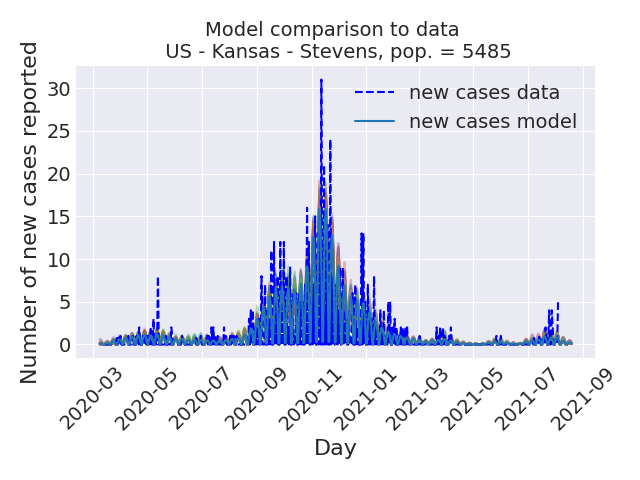 Model comparison to data
US - Kansas - Stevens, pop. = 5485
Number of new cases reported
30
25
20
15
10
5
0
new cases data
new cases model
2020-03
2020-05
2020-07
2020-09
2020-11
2021-01
2021-03
2021-05
2021-07
2021-09
Day